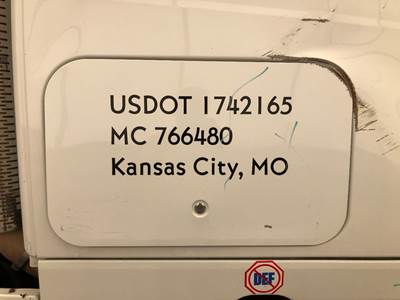 USDOT 1742165
MC 766480
Kansas City, MO
DEF